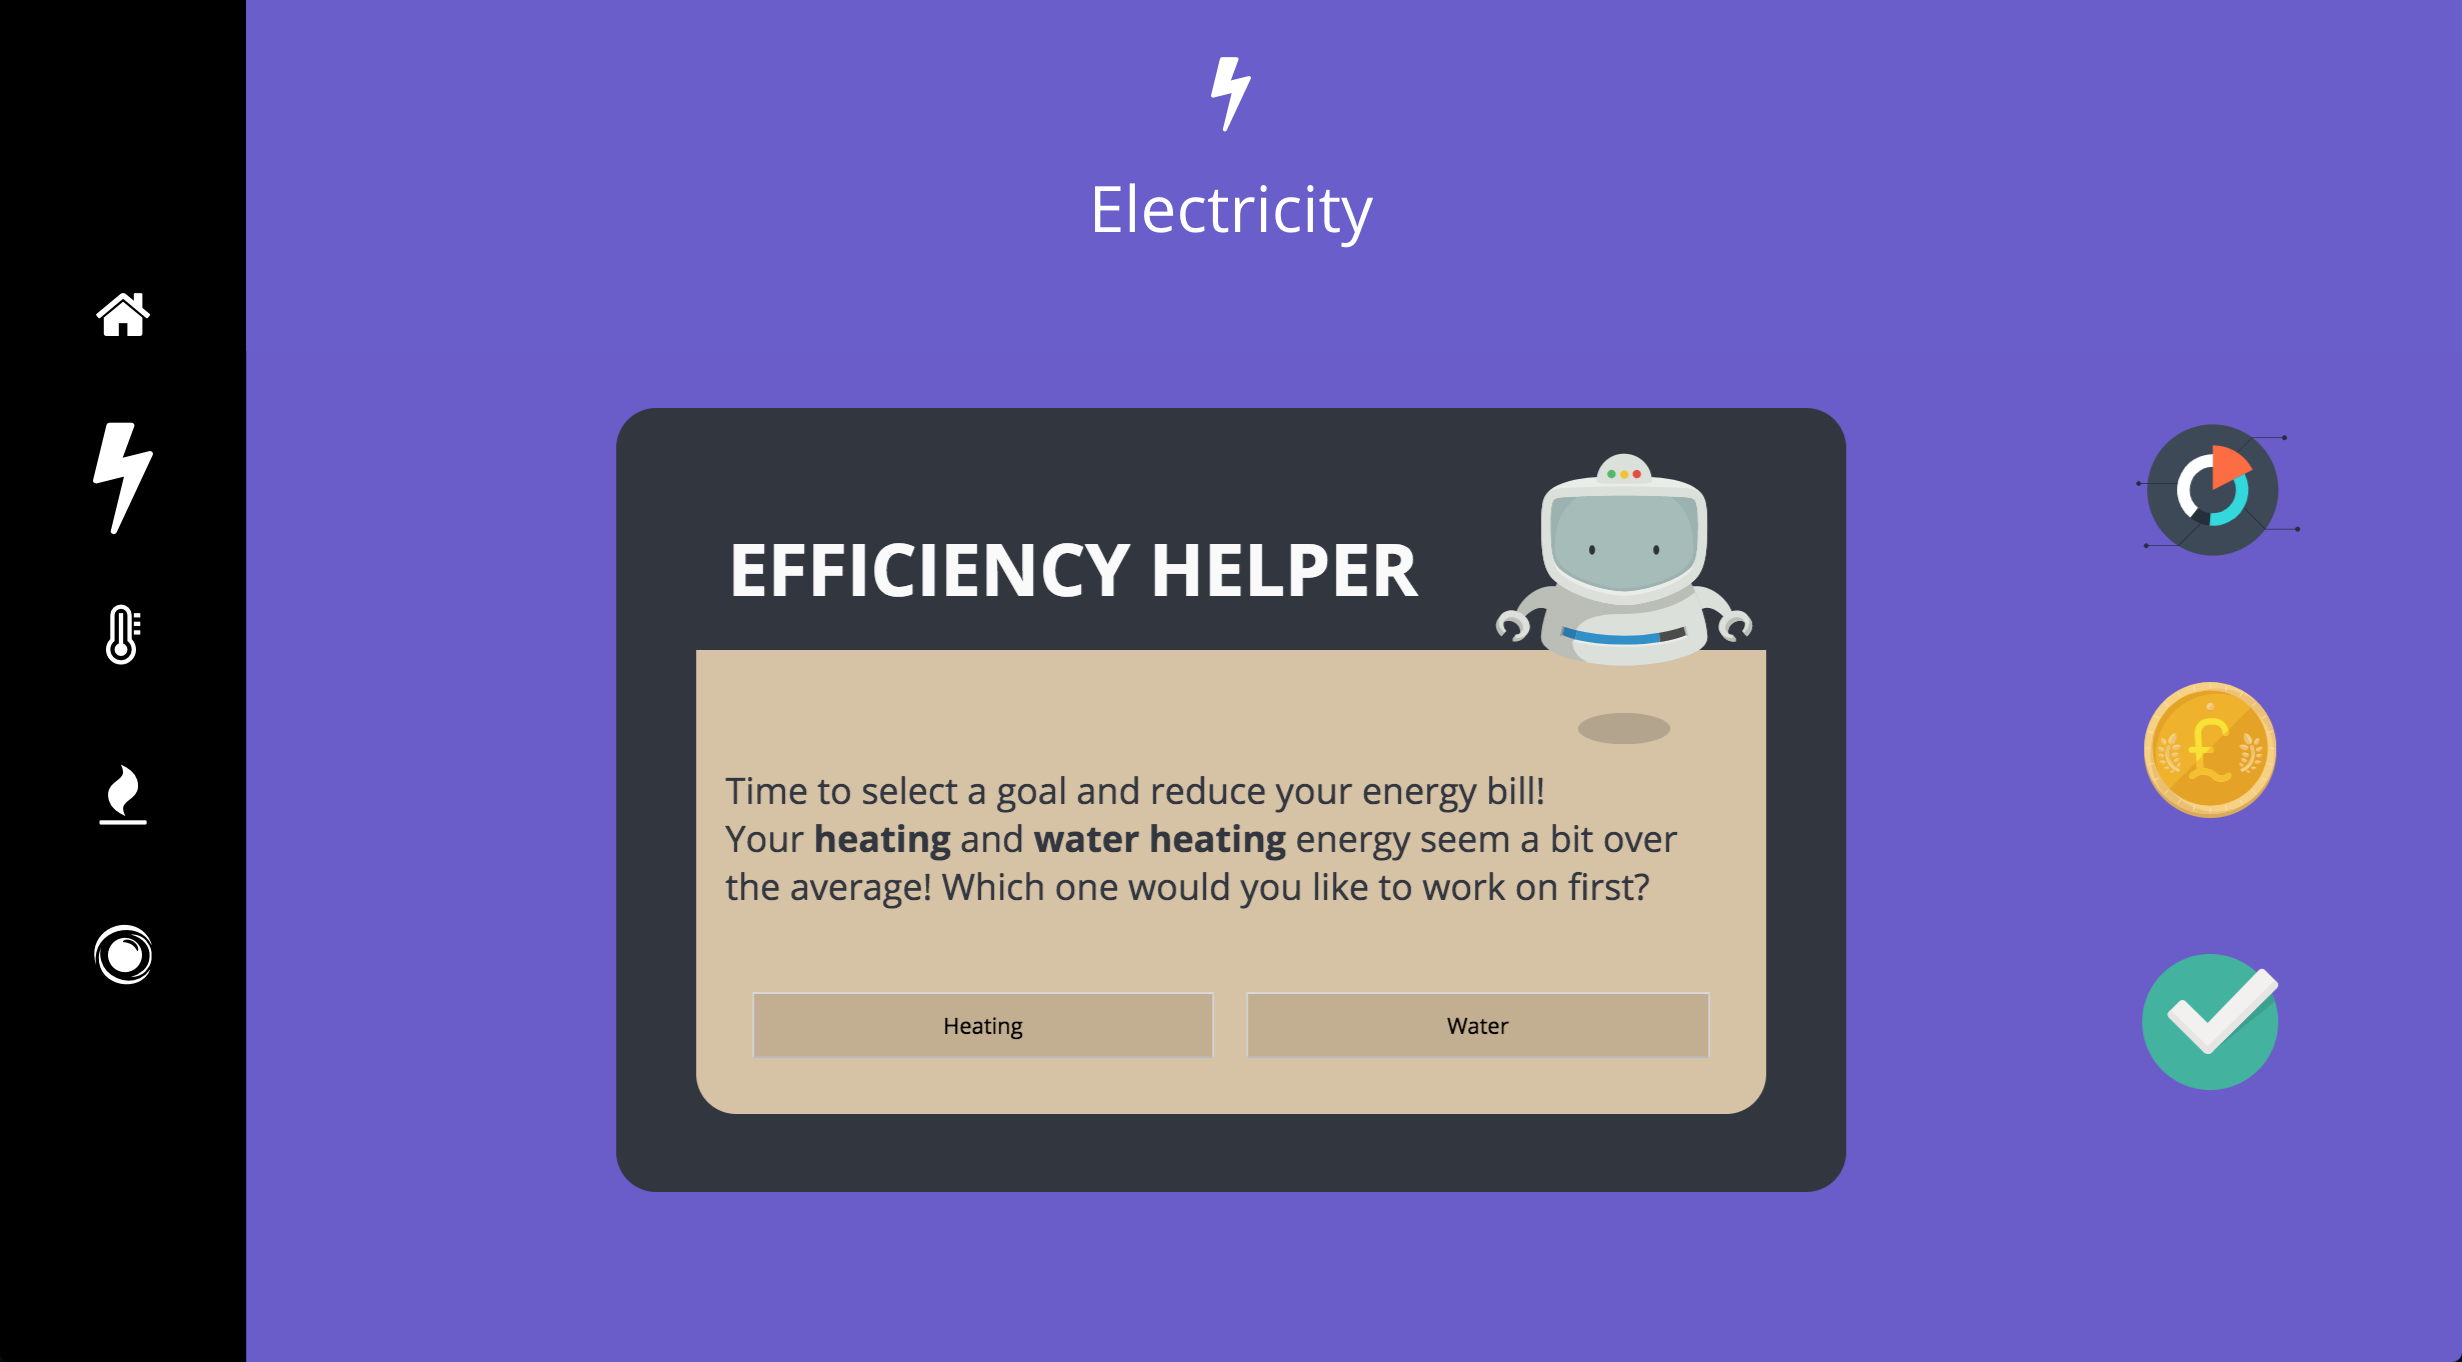 Electricity
EFFICIENCY HELPER
Time to select a goal and reduce your energy bill!
Your heating and water heating energy seem a bit over
the average! Which one would you like to work on first?
Heating
Water
£